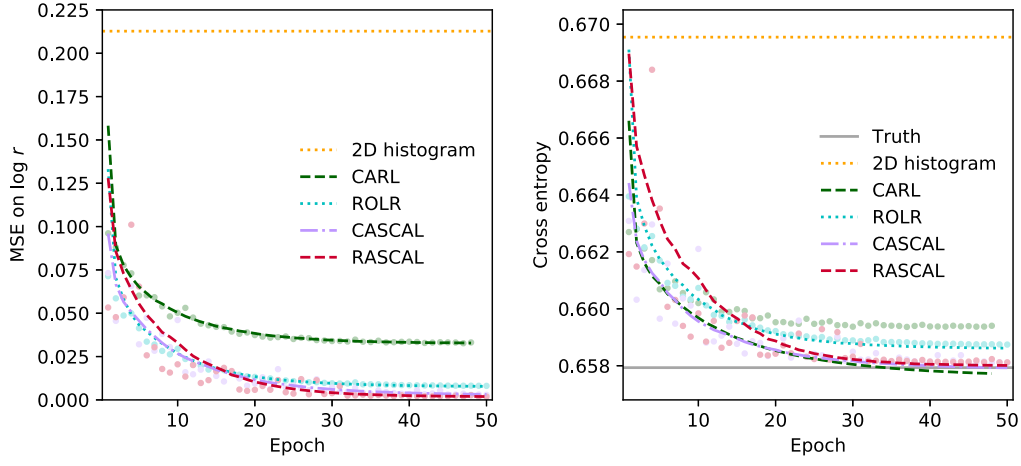 0.225
0.200
0.175
0.150
0.125
0.100
0.075
0.050
0.025
0.000
MSE on log r
10
20
30
40
50
Epoch
2D histogram
CARL
ROLR
CASCAL
RASCAL
0.670
0.668
0.666
0.664
0.662
0.660
0.658
Cross entropy
10
20
30
40
50
Epoch
Truth
2D histogram
CARL
ROLR
CASCAL
RASCAL